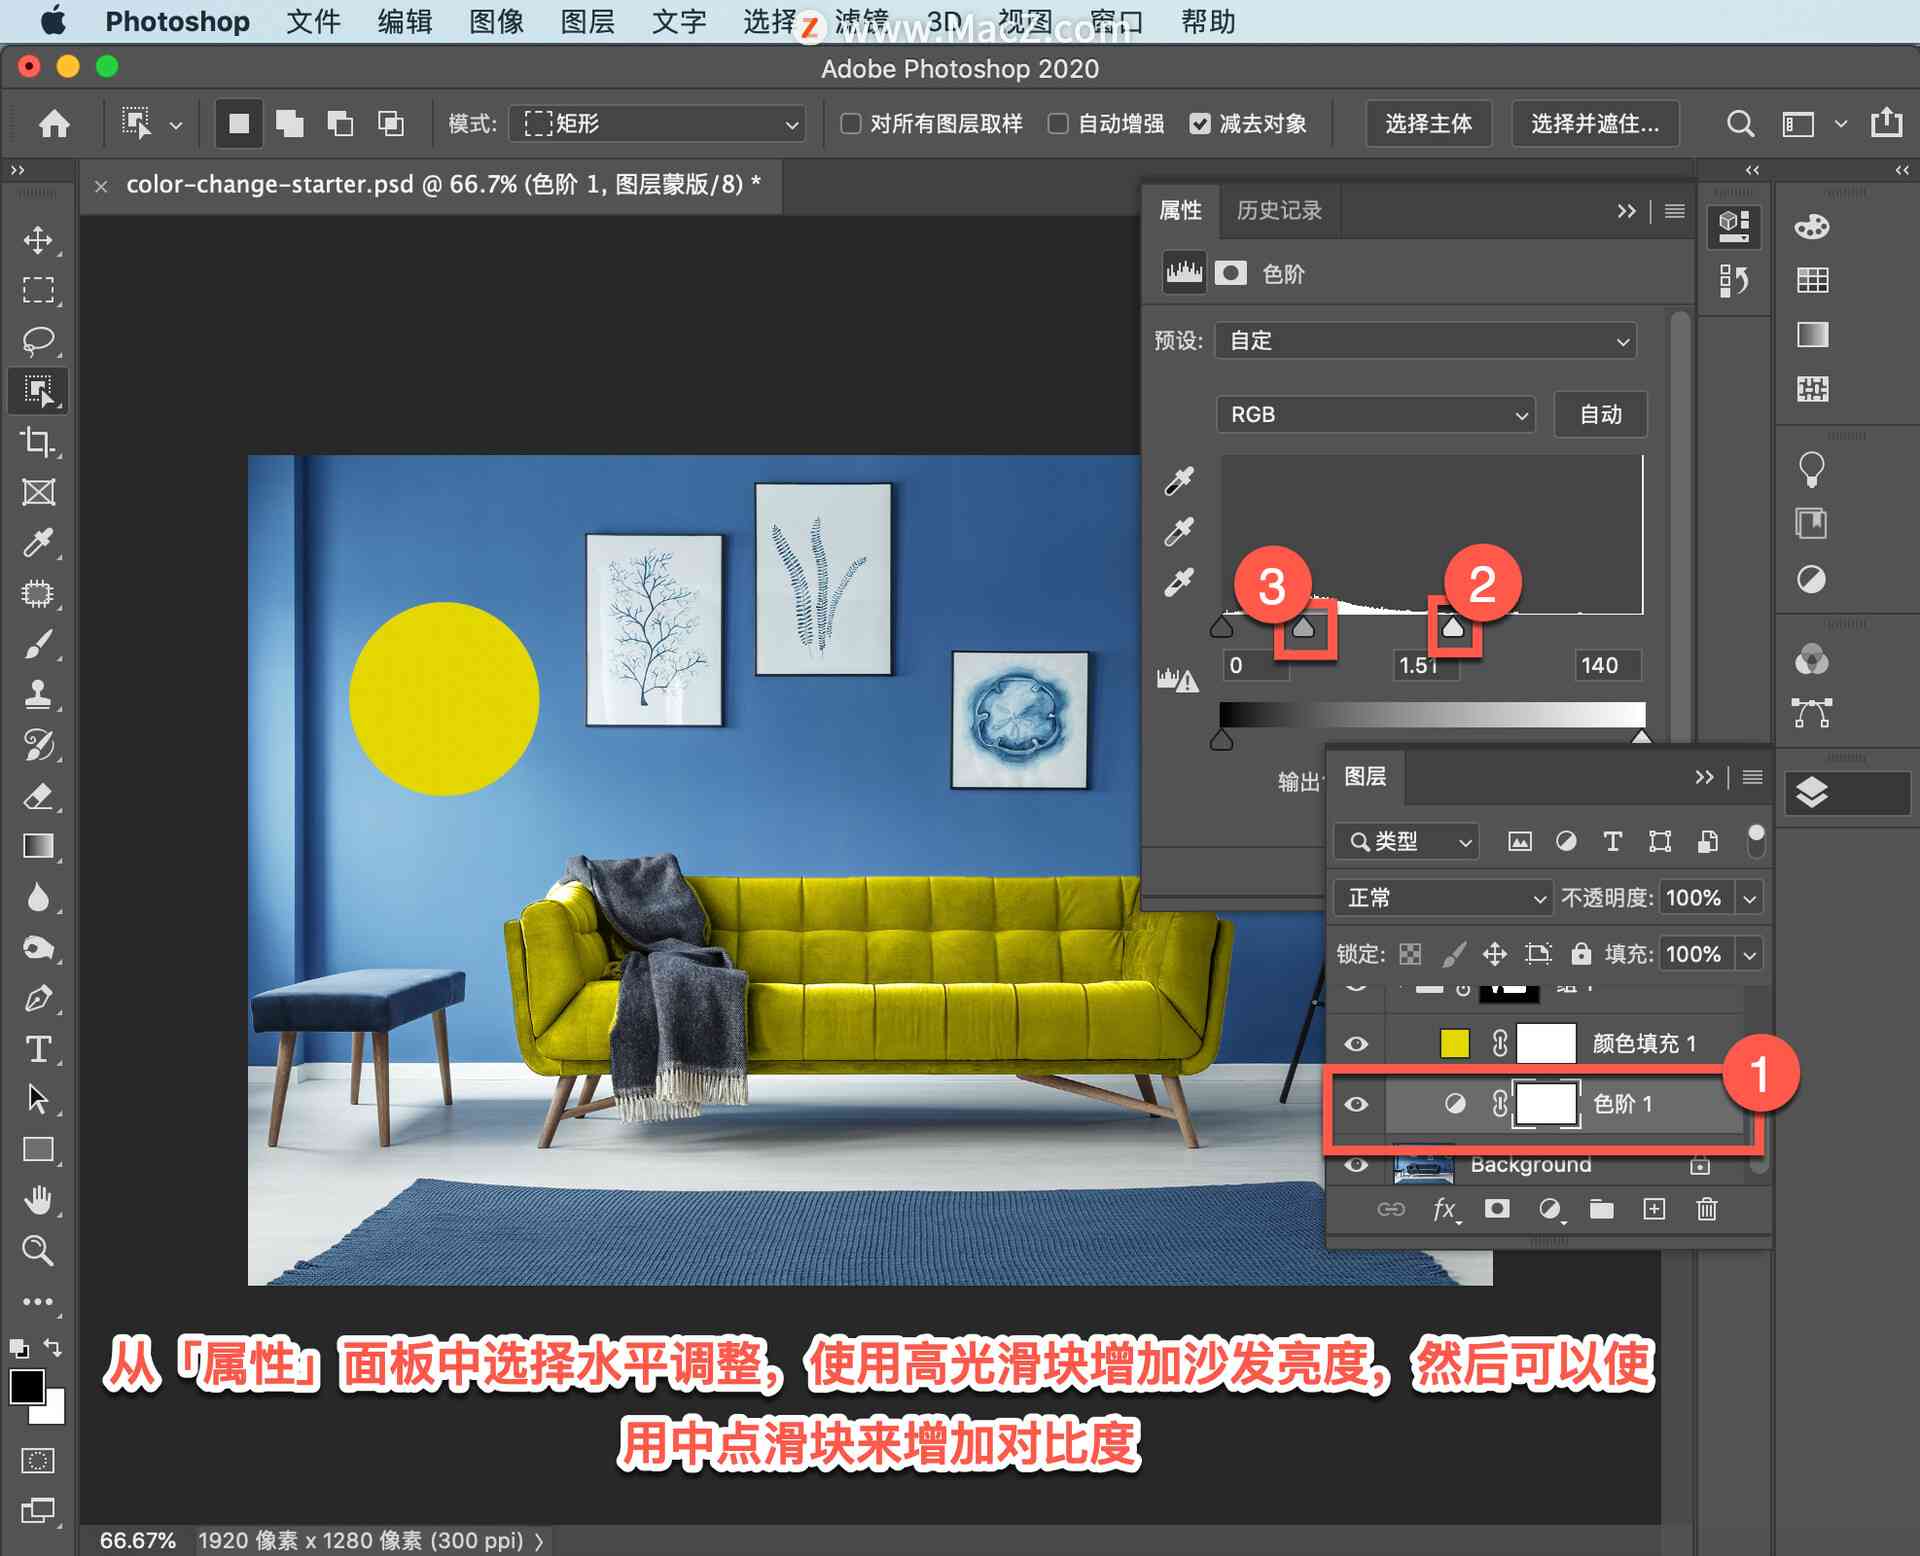 Photoshop 文件 编辑 图像 图层 文字 选择 滤镜 3D 视图 窗口 帮助
Z www.MacZ.com
Adobe Photoshop 2020
模式: 矩形 对所有图层取样 自动增强 减去对象 选择主体 选择并遮住...
× color-change-starter.psd @ 66.7% (色阶 1, 图层蒙版/8) *
属性 历史记录
色阶
预设: 自定
RGB 自动
3 2
0 1.51 140
输出
图层
类型
正常 不透明度: 100%
锁定: 填充: 100%
颜色填充 1
1
色阶 1
Background
fx
从「属性」面板中选择水平调整，使用高光滑块增加沙发亮度，然后可以使
用中点滑块来增加对比度
66.67% 1920 像素 x 1280 像素 (300 ppi)